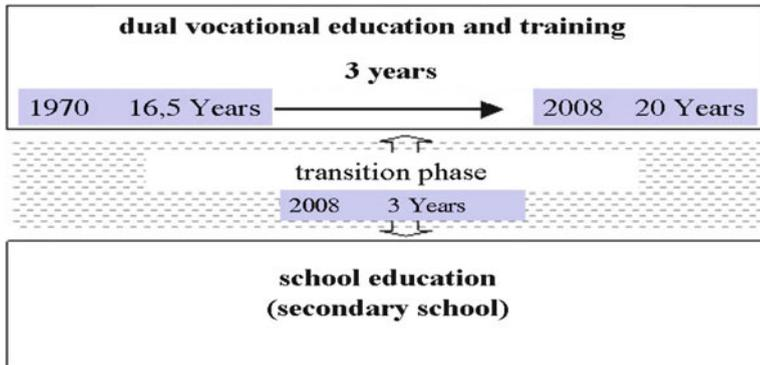 dual vocational education and training
3 years
1970 16,5 Years 2008 20 Years
transition phase
2008 3 Years
school education
(secondary school)